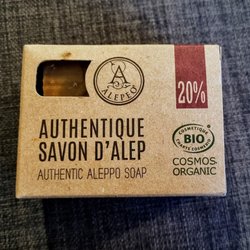 A
ALEPEO
20%
AUTHENTIQUE
SAVON D'ALEP
AUTHENTIC ALEPPO SOAP
BIO
COSMOS
ORGANIC